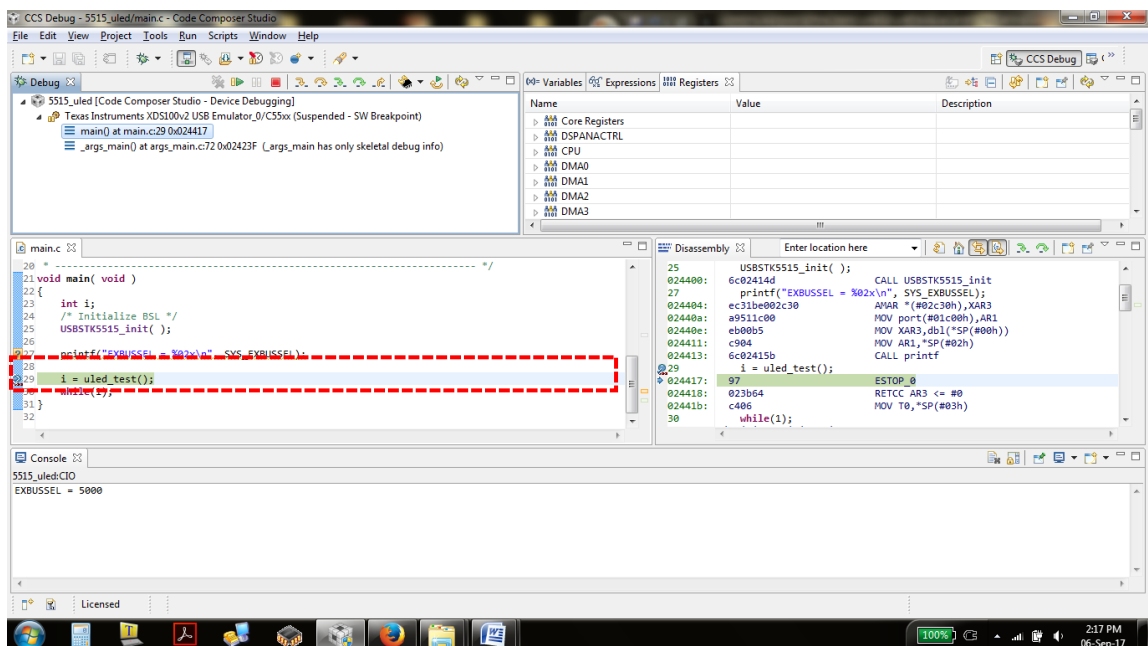 CCS Debug - 5515_uled/main.c - Code Composer Studio
File Edit View Project Tools Run Scripts Window Help
CCS Debug
Debug
5515_uled [Code Composer Studio - Device Debugging]
Texas Instruments XDS100v2 USB Emulator_0/C55xx (Suspended - SW Breakpoint)
main() at main.c:29 0x024417
_args_main() at args_main.c:72 0x02423F (_args_main has only skeletal debug info)
(x)= Variables Expressions Registers
Name Value Description
Core Registers
DSPANACTRL
CPU
DMA0
DMA1
DMA2
DMA3
main.c
20 * ------------------------------------------------------------------------ */
21 void main( void )
22 {
23 int i;
24 /* Initialize BSL */
25 USBSTK5515_init( );
26
27 printf("EXBUSSEL = %02x\n", SYS_EXBUSSEL);
28
29 i = uled_test();
30 while(1);
31 }
32
Disassembly Enter location here
25 USBSTK5515_init( );
024400: 6c02414d CALL USBSTK5515_init
27 printf("EXBUSSEL = %02x\n", SYS_EXBUSSEL);
024404: ec31be002c30 AMAR *(#02c30h),XAR3
02440a: a9511c00 MOV port(#01c00h),AR1
02440e: eb00b5 MOV XAR3,dbl(*SP(#00h))
024411: c904 MOV AR1,*SP(#02h)
024413: 6c02415b CALL printf
29 i = uled_test();
024417: 97 ESTOP_0
024418: 023b64 RETCC AR3 <= #0
02441b: c406 MOV T0,*SP(#03h)
30 while(1);
Console
5515_uled:CIO
EXBUSSEL = 5000
Licensed
100%
2:17 PM
06-Sep-17